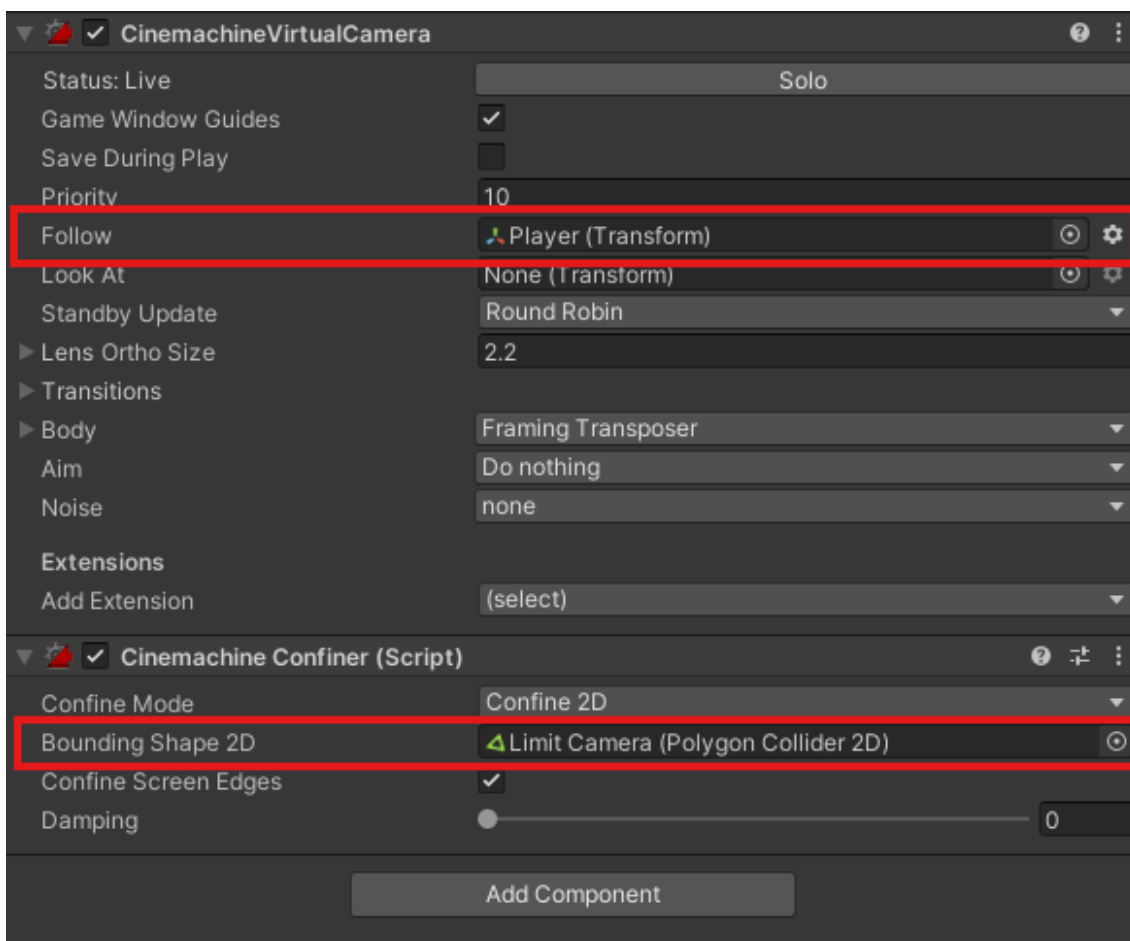 CinemachineVirtualCamera
Status: Live Solo
Game Window Guides
Save During Play
Priority 10
Follow Player (Transform)
Look At None (Transform)
Standby Update Round Robin
Lens Ortho Size 2.2
Transitions
Body Framing Transposer
Aim Do nothing
Noise none
Extensions
Add Extension (select)
Cinemachine Confiner (Script)
Confine Mode Confine 2D
Bounding Shape 2D Limit Camera (Polygon Collider 2D)
Confine Screen Edges
Damping 0
Add Component